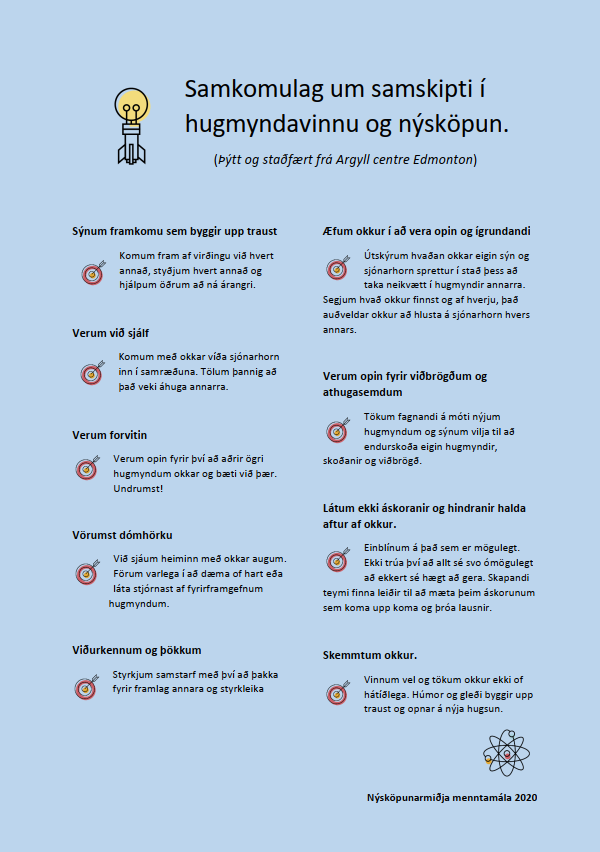 Samkomulag um samskipti í
hugmyndavinnu og nýsköpun.
(Þýtt og staðfært frá Argyll centre Edmonton)
Sýnum framkomu sem byggir upp traust
Komum fram af virðingu við hvert
annað, styðjum hvert annað og
hjálpum öðrum að ná árangri.
Verum við sjálf
Komum með okkar víða sjónarhorn
inn í samræðuna. Tölum þannig að
það veki áhuga annarra.
Verum forvitin
Verum opin fyrir því að aðrir ögri
hugmyndum okkar og bæti við þær.
Undrumst!
Vörumst dómhörku
Við sjáum heiminn með okkar augum.
Förum varlega í að dæma of hart eða
láta stjórnast af fyrirframgefnum
hugmyndum.
Viðurkennum og þökkum
Styrkjum samstarf með því að þakka
fyrir framlag annara og styrkleika
Æfum okkur í að vera opin og ígrundandi
Útskýrum hvaðan okkar eigin sýn og
sjónarhorn sprettur í stað þess að
taka neikvætt í hugmyndir annarra.
Segjum hvað okkur finnst og af hverju, það
auðveldar okkur að hlusta á sjónarhorn hvers
annars.
Verum opin fyrir viðbrögðum og
athugasemdum
Tökum fagnandi á móti nýjum
hugmyndum og sýnum vilja til að
endurskoða eigin hugmyndir,
skoðanir og viðbrögð.
Látum ekki áskoranir og hindranir halda
aftur af okkur.
Einblínum á það sem er mögulegt.
Ekki trúa því að allt sé svo ómögulegt
að ekkert sé hægt að gera. Skapandi
teymi finna leiðir til að mæta þeim áskorunum
sem koma upp koma og þróa lausnir.
Skemmtum okkur.
Vinnum vel og tökum okkur ekki of
hátíðlega. Húmor og gleði byggir upp
traust og opnar á nýja hugsun.
Nýsköpunarmiðja menntamála 2020